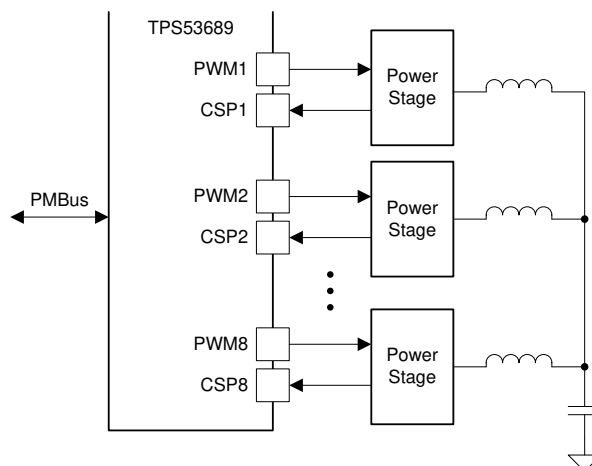 TPS53689
PWM1
Power
Stage
CSP1
PMBus
PWM2
Power
Stage
CSP2
PWM8
Power
Stage
CSP8